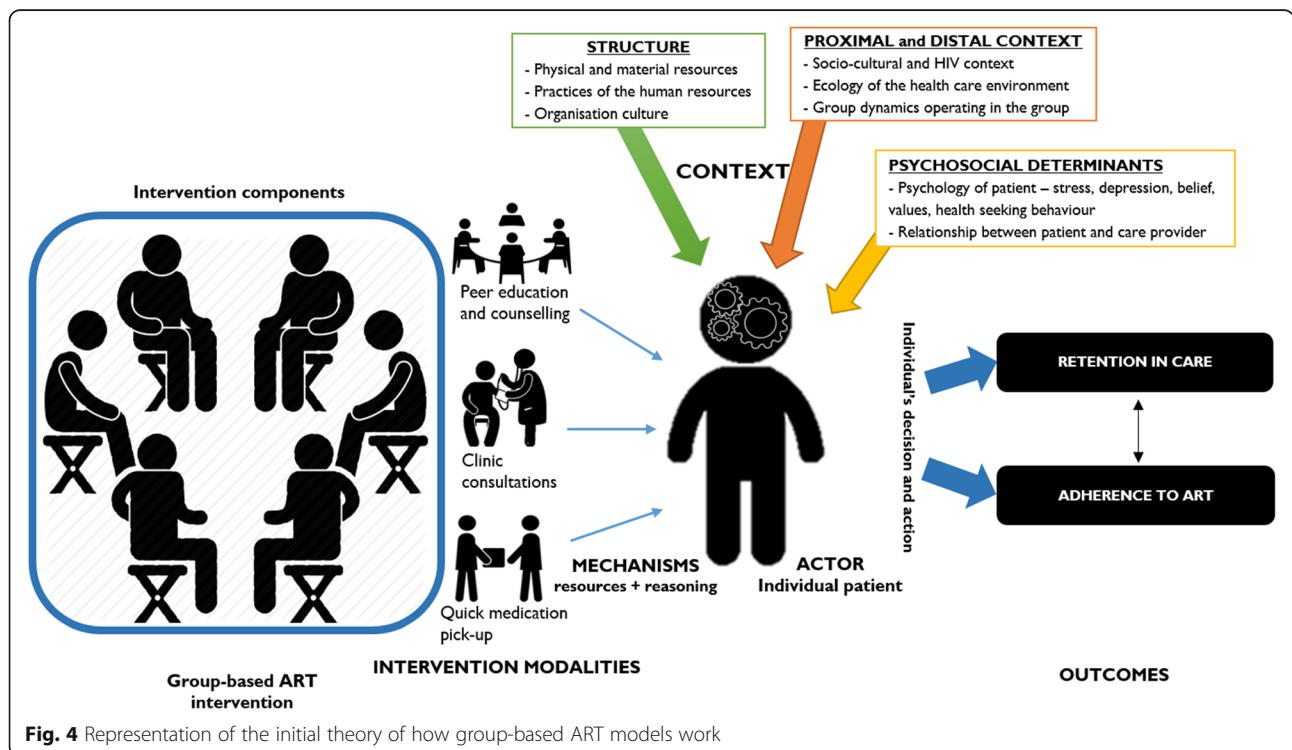 STRUCTURE
- Physical and material resources
- Practices of the human resources
- Organisation culture
PROXIMAL and DISTAL CONTEXT
- Socio-cultural and HIV context
- Ecology of the health care environment
- Group dynamics operating in the group
CONTEXT
PSYCHOSOCIAL DETERMINANTS
- Psychology of patient – stress, depression, belief,
values, health seeking behaviour
- Relationship between patient and care provider
Intervention components
Peer education
and counselling
Clinic
consultations
Quick medication
pick-up
MECHANISMS
resources + reasoning
ACTOR
Individual patient
Individual's decision and action
RETENTION IN CARE
ADHERENCE TO ART
Group-based ART
intervention
INTERVENTION MODALITIES
OUTCOMES
Fig. 4 Representation of the initial theory of how group-based ART models work